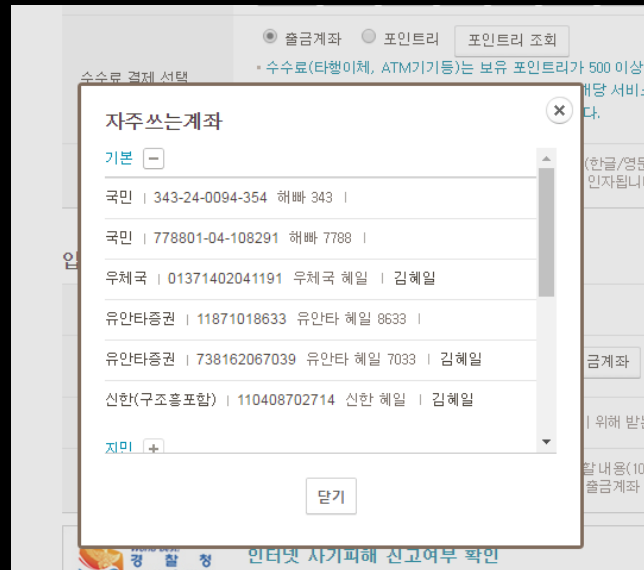 출금계좌 포인트리 포인트리 조회
수수료 결제 선택
• 수수료(타행이체, ATM기기등)는 보유 포인트리가 500 이상
해당 서비스
다.
자주쓰는계좌
기본
(한글/영문
인자됩니
국민 | 343-24-0094-354 해빠 343 |
국민 | 778801-04-108291 해빠 7788 |
입
우체국 | 01371402041191 우체국 혜일 | 김혜일
유안타증권 | 11871018633 유안타 혜일 8633 |
유안타증권 | 738162067039 유안타 혜일 7033 | 김혜일
금계좌
신한(구조흥포함) | 110408702714 신한 혜일 | 김혜일
| 위해 받는
지민
할 내용(10
출금계좌
닫기
경 찰 청
인터넷 사기피해 신고여부 확인